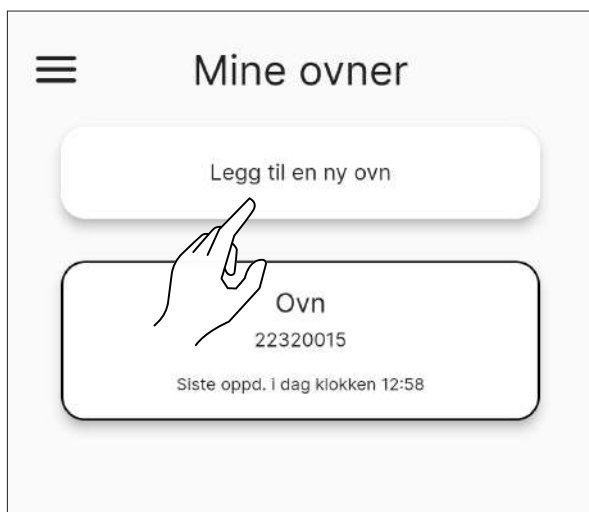 Mine ovner
Legg til en ny ovn
Ovn
22320015
Siste oppd. i dag klokken 12:58